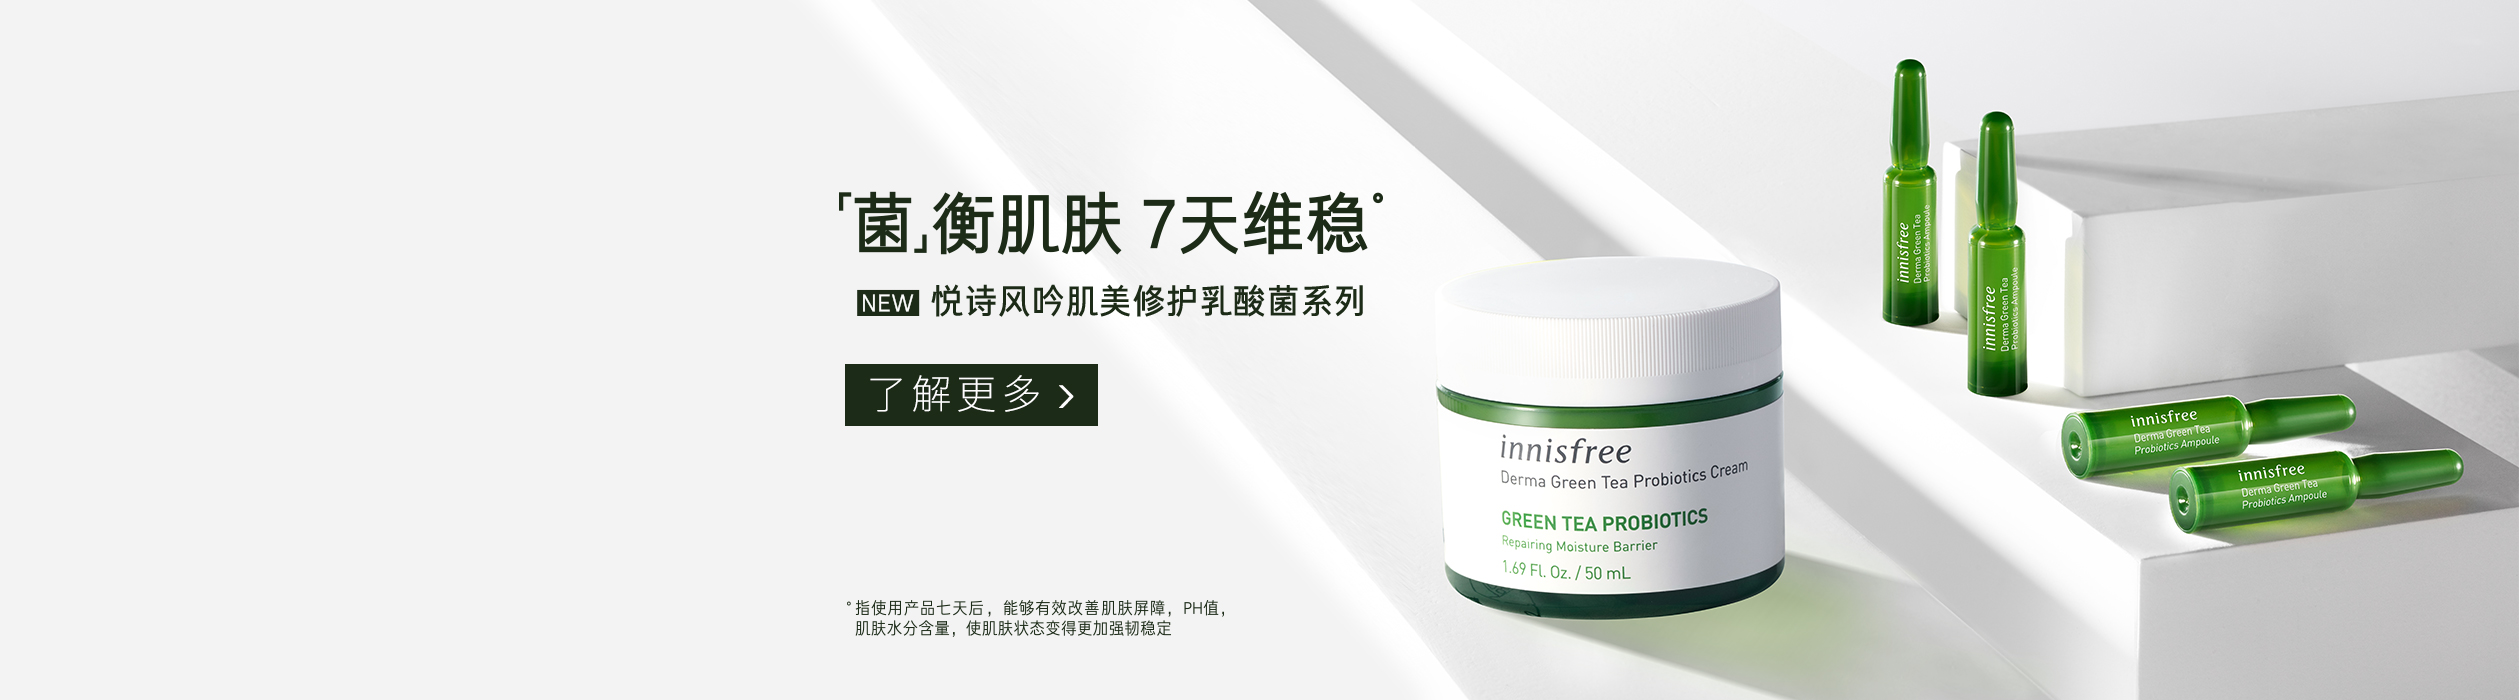 「菌」衡肌肤 7天维稳°
NEW 悦诗风吟肌美修护乳酸菌系列
了解更多 >
°指使用产品七天后，能够有效改善肌肤屏障，PH值，
肌肤水分含量，使肌肤状态变得更加强韧稳定
innisfree
Derma Green Tea Probiotics Cream
GREEN TEA PROBIOTICS
Repairing Moisture Barrier
1.69 Fl. Oz. / 50 mL
innisfree
Derma Green Tea
Probiotics Ampoule
innisfree
Derma Green Tea
Probiotics Ampoule
innisfree
Derma Green Tea
Probiotics Ampoule
innisfree
Derma Green Tea
Probiotics Ampoule